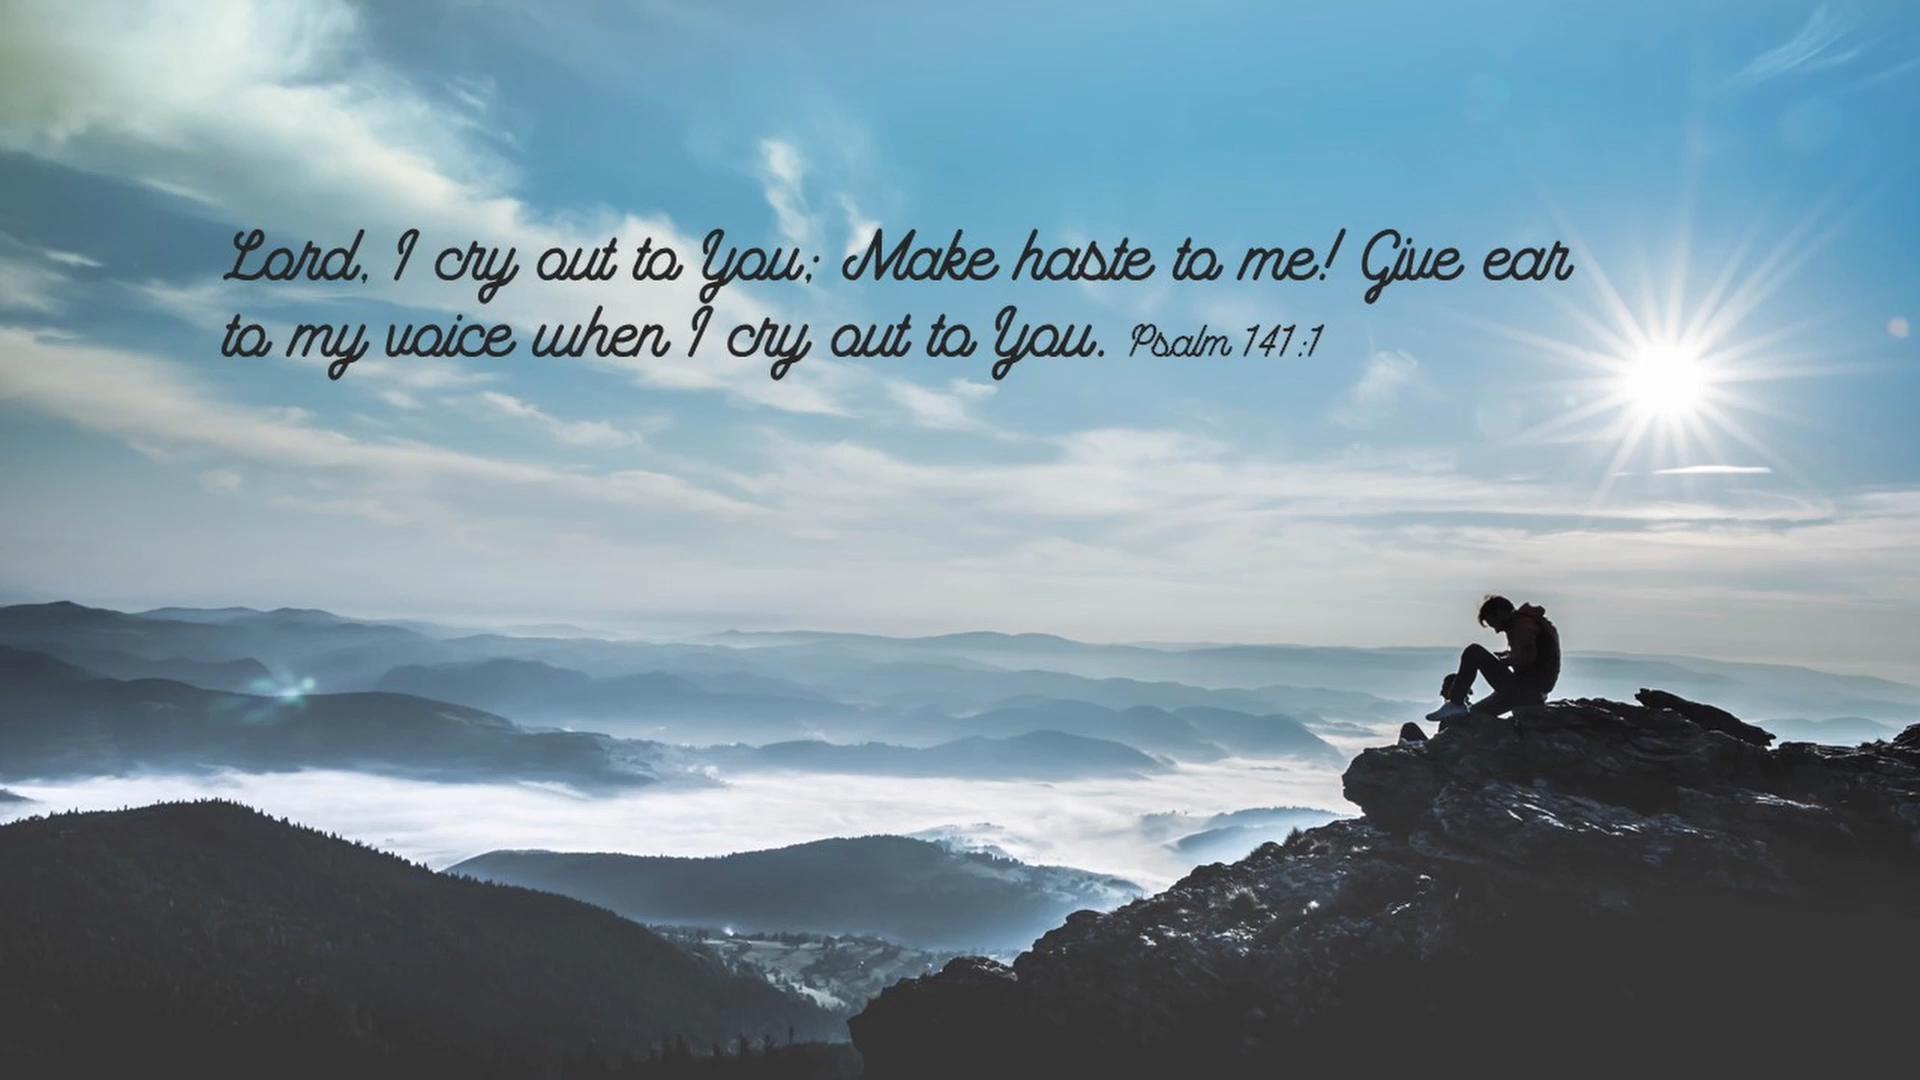 Lord, I cry out to You; Make haste to me! Give ear
to my voice when I cry out to You. Psalm 141:1